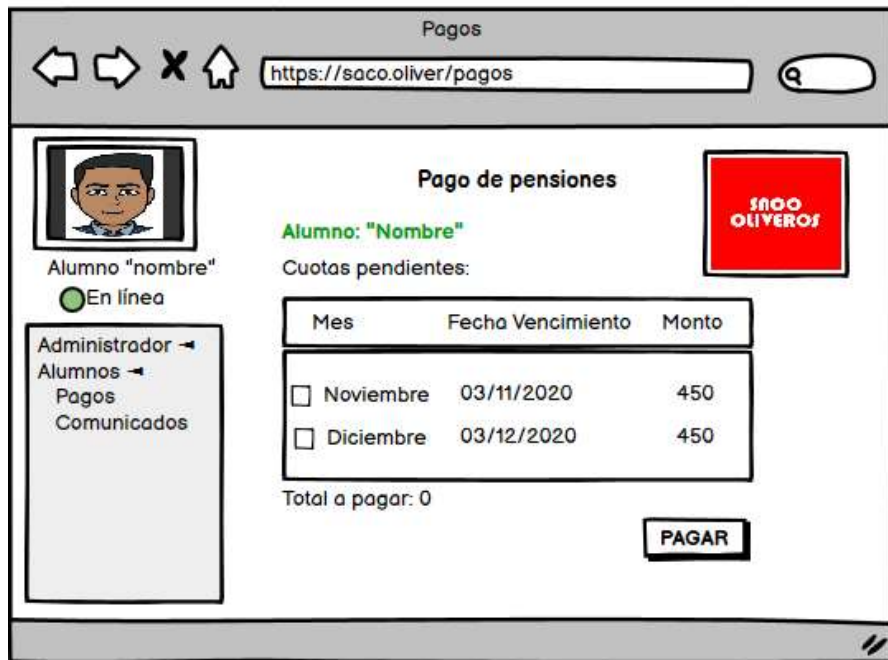 Pagos
https://saco.oliver/pagos
Pago de pensiones
SACO
OLIVEROS
Alumno: "Nombre"
Alumno "nombre"
En línea
Cuotas pendientes:
Mes Fecha Vencimiento Monto
Administrador
Alumnos
Pagos
Comunicados
Noviembre 03/11/2020 450
Diciembre 03/12/2020 450
Total a pagar: 0
PAGAR